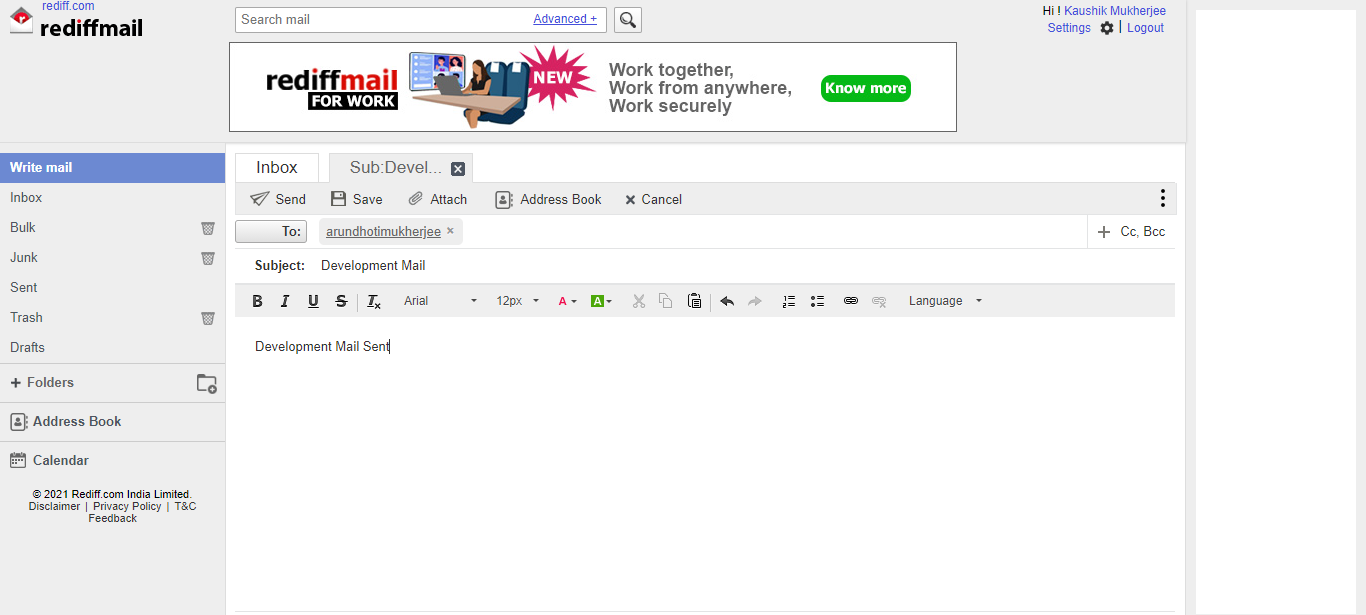 rediff.com
rediffmail
Search mail Advanced +
Hi ! Kaushik Mukherjee
Settings | Logout
rediffmail
FOR WORK
NEW
Work together,
Work from anywhere,
Work securely
Know more
Write mail
Inbox
Bulk
Junk
Sent
Trash
Drafts
+ Folders
Address Book
Calendar
© 2021 Rediff.com India Limited.
Disclaimer | Privacy Policy | T&C
Feedback
Inbox Sub:Devel...
Send Save Attach Address Book Cancel
To: arundhotimukherjee × + Cc, Bcc
Subject: Development Mail
B I U S Tx Arial 12px A A Language
Development Mail Sent